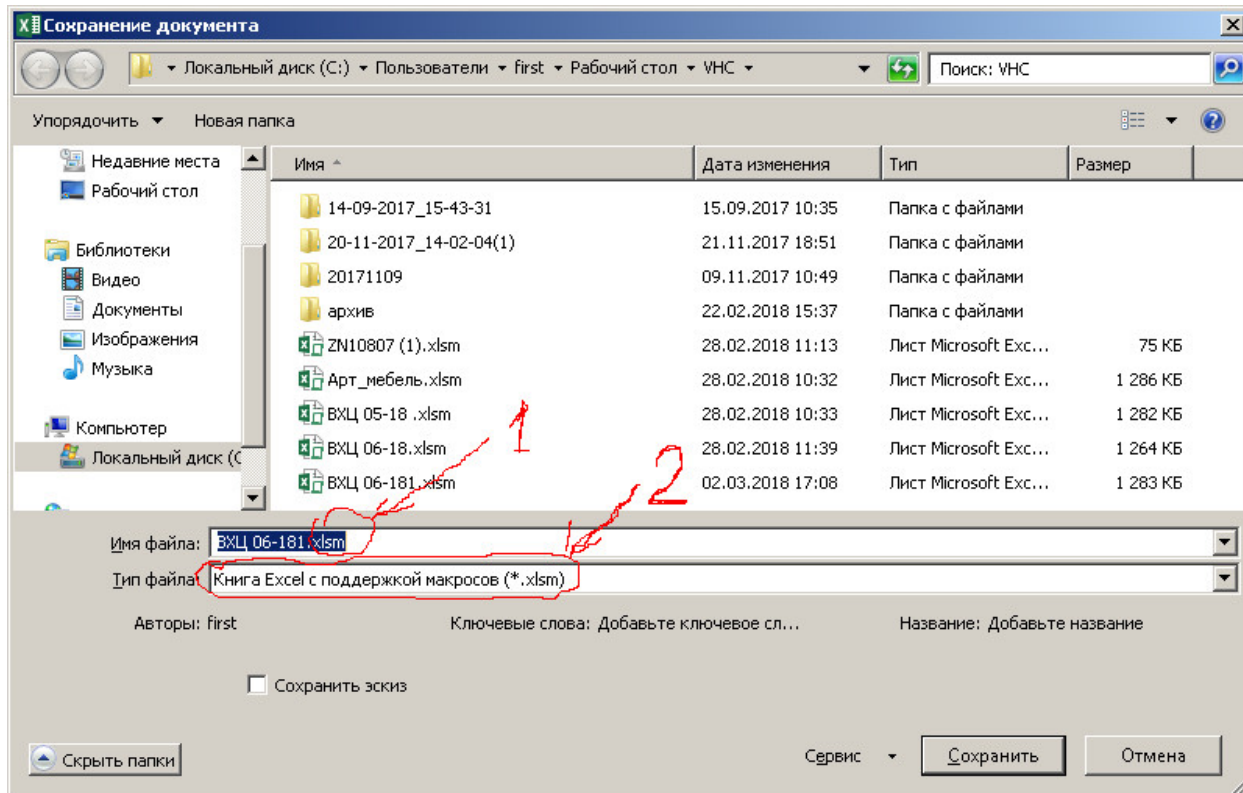 Сохранение документа
Локальный диск (C:) Пользователи first Рабочий стол VHC Поиск: VHC
Упорядочить Новая папка
Недавние места
Рабочий стол
Библиотеки
Видео
Документы
Изображения
Музыка
Компьютер
Локальный диск (C
Имя Дата изменения Тип Размер
14-09-2017_15-43-31 15.09.2017 10:35 Папка с файлами
20-11-2017_14-02-04(1) 21.11.2017 18:51 Папка с файлами
20171109 09.11.2017 10:49 Папка с файлами
архив 22.02.2018 15:37 Папка с файлами
ZN10807 (1).xlsm 28.02.2018 11:13 Лист Microsoft Exc... 75 КБ
Арт_мебель.xlsm 28.02.2018 10:32 Лист Microsoft Exc... 1 286 КБ
ВХЦ 05-18 .xlsm 28.02.2018 10:33 Лист Microsoft Exc... 1 282 КБ
ВХЦ 06-18.xlsm 28.02.2018 11:39 Лист Microsoft Exc... 1 264 КБ
ВХЦ 06-181.xlsm 02.03.2018 17:08 Лист Microsoft Exc... 1 283 КБ
1
2
Имя файла: ВХЦ 06-181.xlsm
Тип файла: Книга Excel с поддержкой макросов (*.xlsm)
Авторы: first Ключевые слова: Добавьте ключевое сл... Название: Добавьте название
Сохранить эскиз
Скрыть папки Сервис Сохранить Отмена